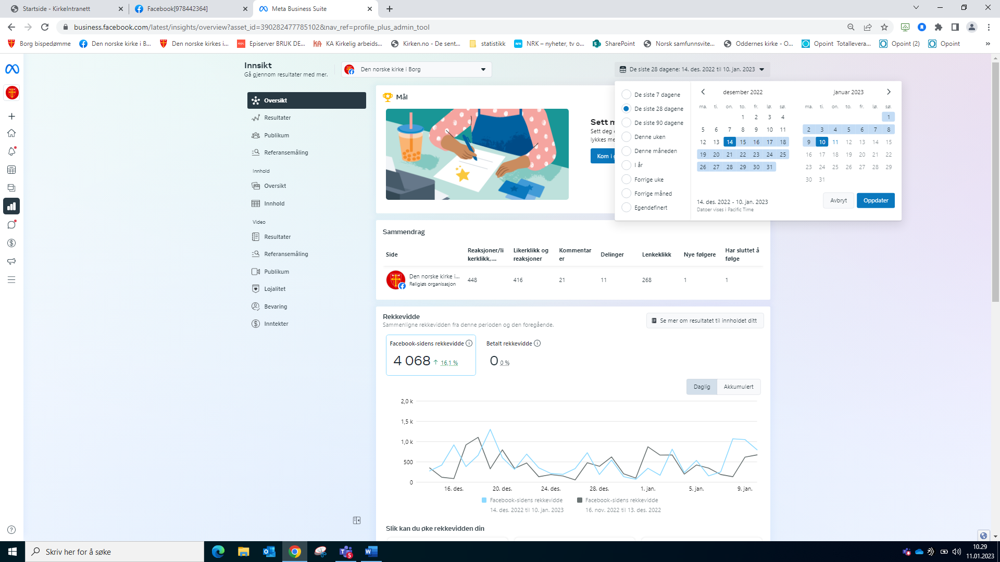 Startside - KirkeIntranett
Facebook[978442364]
Meta Business Suite
business.facebook.com/latest/insights/overview?asset_id=390282477785102&nav_ref=profile_plus_admin_tool
Borg bispedømme
Den norske kirke i B...
Den norske kirkes i...
Episerver BRUK DE...
KA Kirkelig arbeids...
Kirken.no - De sent...
statistikk
NRK – nyheter, tv o...
SharePoint
Norsk samfunnsvite...
Oddernes kirke - O...
Opoint Totallevera...
Opoint (2)
Opoint
Innsikt
Gå gjennom resultater med mer.
Den norske kirke i Borg
De siste 28 dagene: 14. des. 2022 til 10. jan. 2023
Oversikt
Resultater
Publikum
Referansemåling
Innhold
Oversikt
Innhold
Video
Resultater
Referansemåling
Publikum
Lojalitet
Bevaring
Inntekter
Mål
Sett m
Sett deg
lykkes me
Kom i g
De siste 7 dagene
De siste 28 dagene
De siste 90 dagene
Denne uken
Denne måneden
I år
Forrige uke
Forrige måned
Egendefinert
desember 2022
ma. ti. on. to. fr. lø. sø.
1 2 3 4
5 6 7 8 9 10 11
12 13 14 15 16 17 18
19 20 21 22 23 24 25
26 27 28 29 30 31
januar 2023
ma. ti. on. to. fr. lø. sø.
1
2 3 4 5 6 7 8
9 10 11 12 13 14 15
16 17 18 19 20 21 22
23 24 25 26 27 28 29
30 31
14. des. 2022 - 10. jan. 2023
Datoer vises i Pacific Time
Avbryt
Oppdater
Sammendrag
Side
Reaksjoner/li
kerklikk,...
Likerklikk og
reaksjoner
Kommentar
er
Delinger
Lenkeklikk
Nye følgere
Har sluttet å
følge
Den norske kirke i...
Religiøs organisasjon
448 416 21 11 268 1 1
Rekkevidde
Sammenligne rekkevidden fra denne perioden og den foregående.
Se mer om resultatet til innholdet ditt
Facebook-sidens rekkevidde
4 068 ↑ 16,1 %
Betalt rekkevidde
0 0 %
Daglig
Akkumulert
2,0 k
1,5 k
1,0 k
500
0
16. des. 20. des. 24. des. 28. des. 1. jan. 5. jan. 9. jan.
Facebook-sidens rekkevidde
14. des. 2022 til 10. jan. 2023
Facebook-sidens rekkevidde
16. nov. 2022 til 13. des. 2022
Slik kan du øke rekkevidden din
Skriv her for å søke
5
10.29
11.01.2023